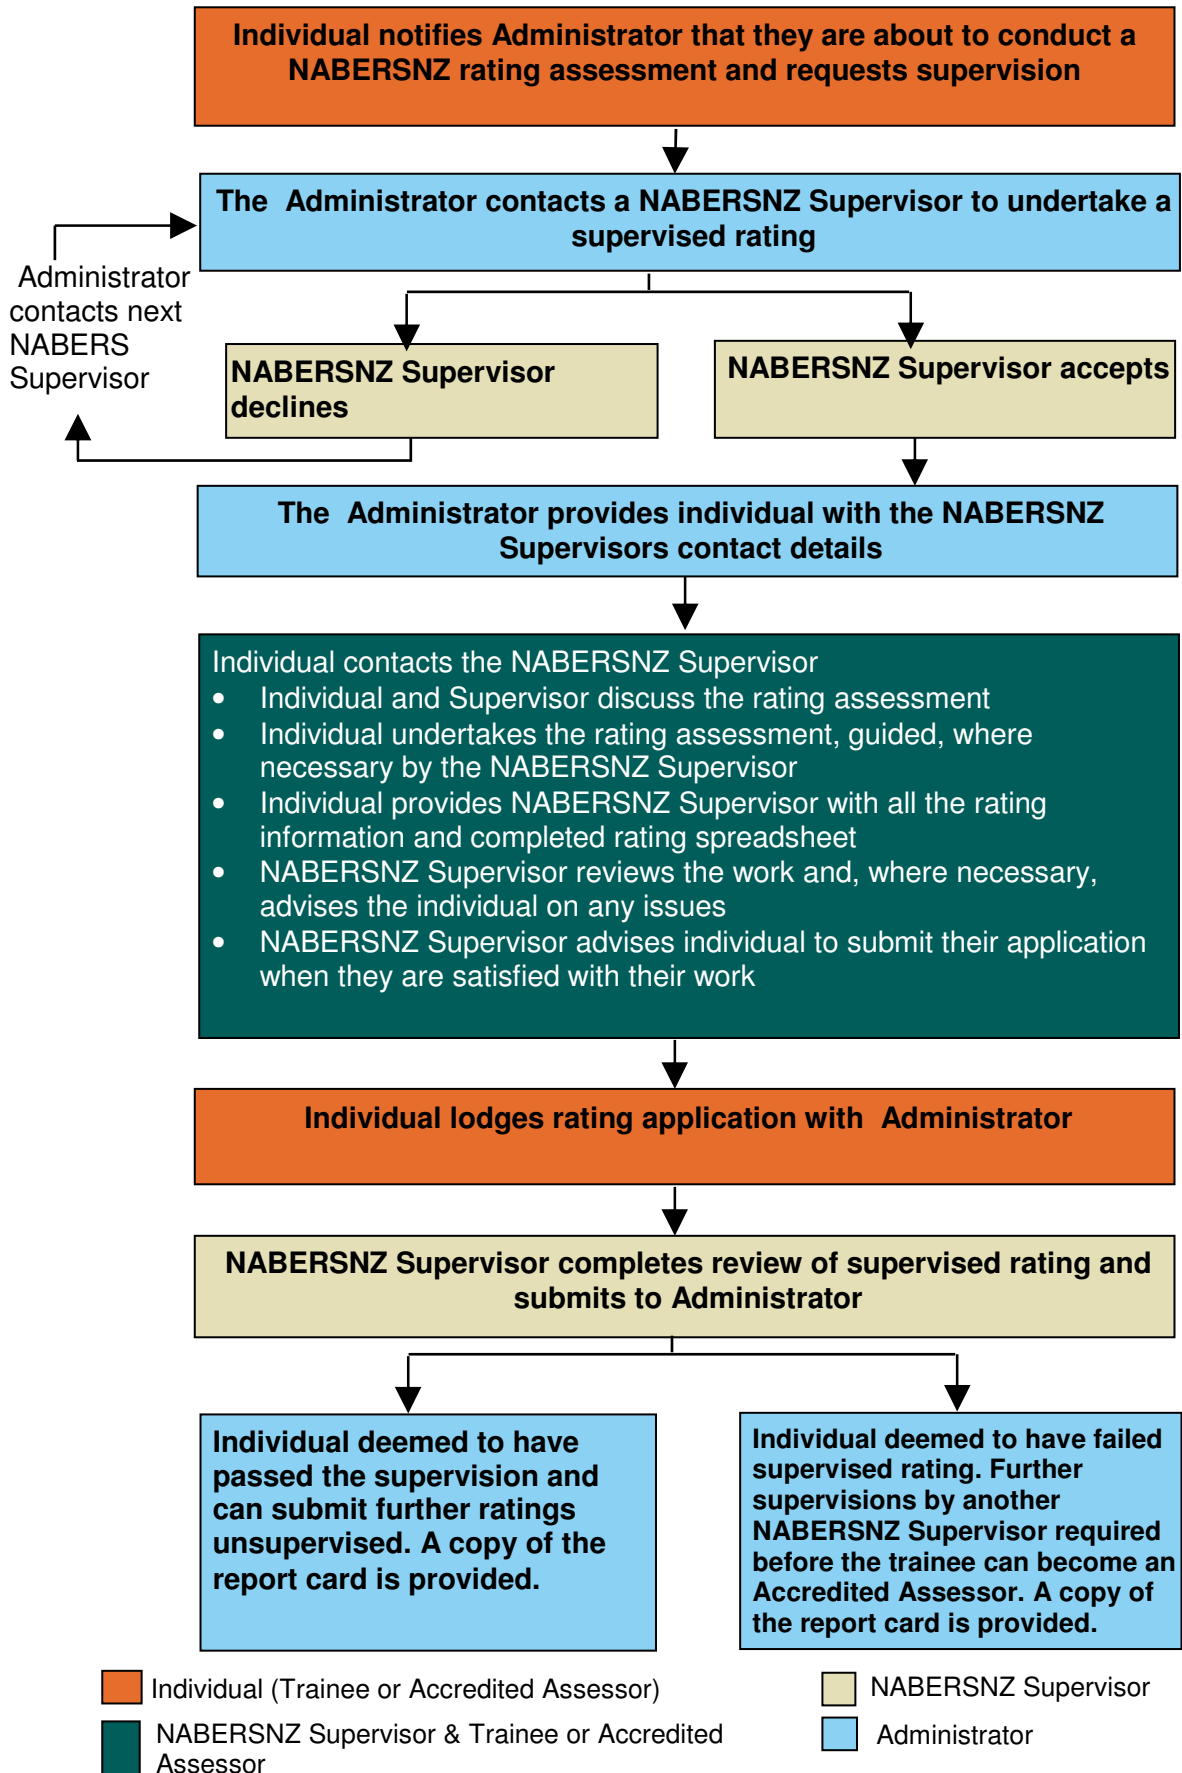 Individual notifies Administrator that they are about to conduct a
NABERSNZ rating assessment and requests supervision
The Administrator contacts a NABERSNZ Supervisor to undertake a
supervised rating
Administrator
contacts next
NABERS
Supervisor
NABERSNZ Supervisor
declines
NABERSNZ Supervisor accepts
The Administrator provides individual with the NABERSNZ
Supervisors contact details
Individual contacts the NABERSNZ Supervisor
• Individual and Supervisor discuss the rating assessment
• Individual undertakes the rating assessment, guided, where
necessary by the NABERSNZ Supervisor
• Individual provides NABERSNZ Supervisor with all the rating
information and completed rating spreadsheet
• NABERSNZ Supervisor reviews the work and, where necessary,
advises the individual on any issues
• NABERSNZ Supervisor advises individual to submit their application
when they are satisfied with their work
Individual lodges rating application with Administrator
NABERSNZ Supervisor completes review of supervised rating and
submits to Administrator
Individual deemed to have
passed the supervision and
can submit further ratings
unsupervised. A copy of the
report card is provided.
Individual deemed to have failed
supervised rating. Further
supervisions by another
NABERSNZ Supervisor required
before the trainee can become an
Accredited Assessor. A copy of
the report card is provided.
Individual (Trainee or Accredited Assessor)
NABERSNZ Supervisor & Trainee or Accredited
Assessor
NABERSNZ Supervisor
Administrator